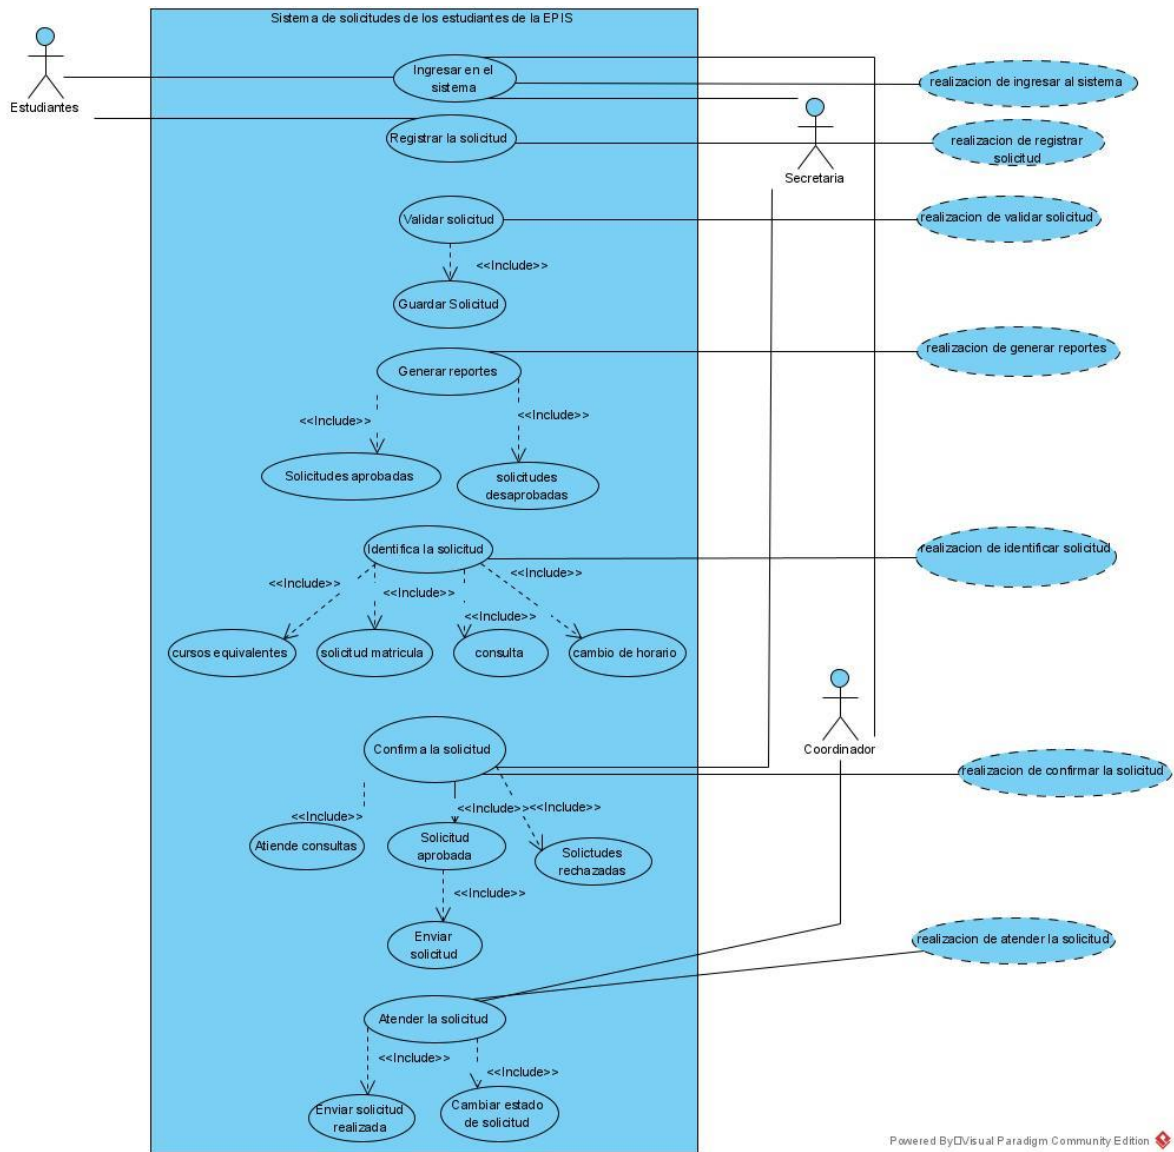 Sistema de solicitudes de los estudiantes de la EPIS
Estudiantes
Ingresar en el
sistema
realizacion de ingresar al sistema
Registrar la solicitud
Secretaria
realizacion de registrar
solicitud
Validar solicitud
realizacion de validar solicitud
<<Include>>
Guardar Solicitud
Generar reportes
realizacion de generar reportes
<<Include>>
<<Include>>
Solicitudes aprobadas
solicitudes
desaprobadas
Identifica la solicitud
realizacion de identificar solicitud
<<Include>>
<<Include>>
<<Include>>
<<Include>>
cursos equivalentes
solicitud matricula
consulta
cambio de horario
Confirma la solicitud
Coordinador
realizacion de confirmar la solicitud
<<Include>>
<<Include>>
<<Include>>
Atiende consultas
Solicitud
aprobada
Solictudes
rechazadas
<<Include>>
Enviar
solicitud
realizacion de atender la solicitud
Atender la solicitud
<<Include>>
<<Include>>
Enviar solicitud
realizada
Cambiar estado
de solicitud
Powered By Visual Paradigm Community Edition